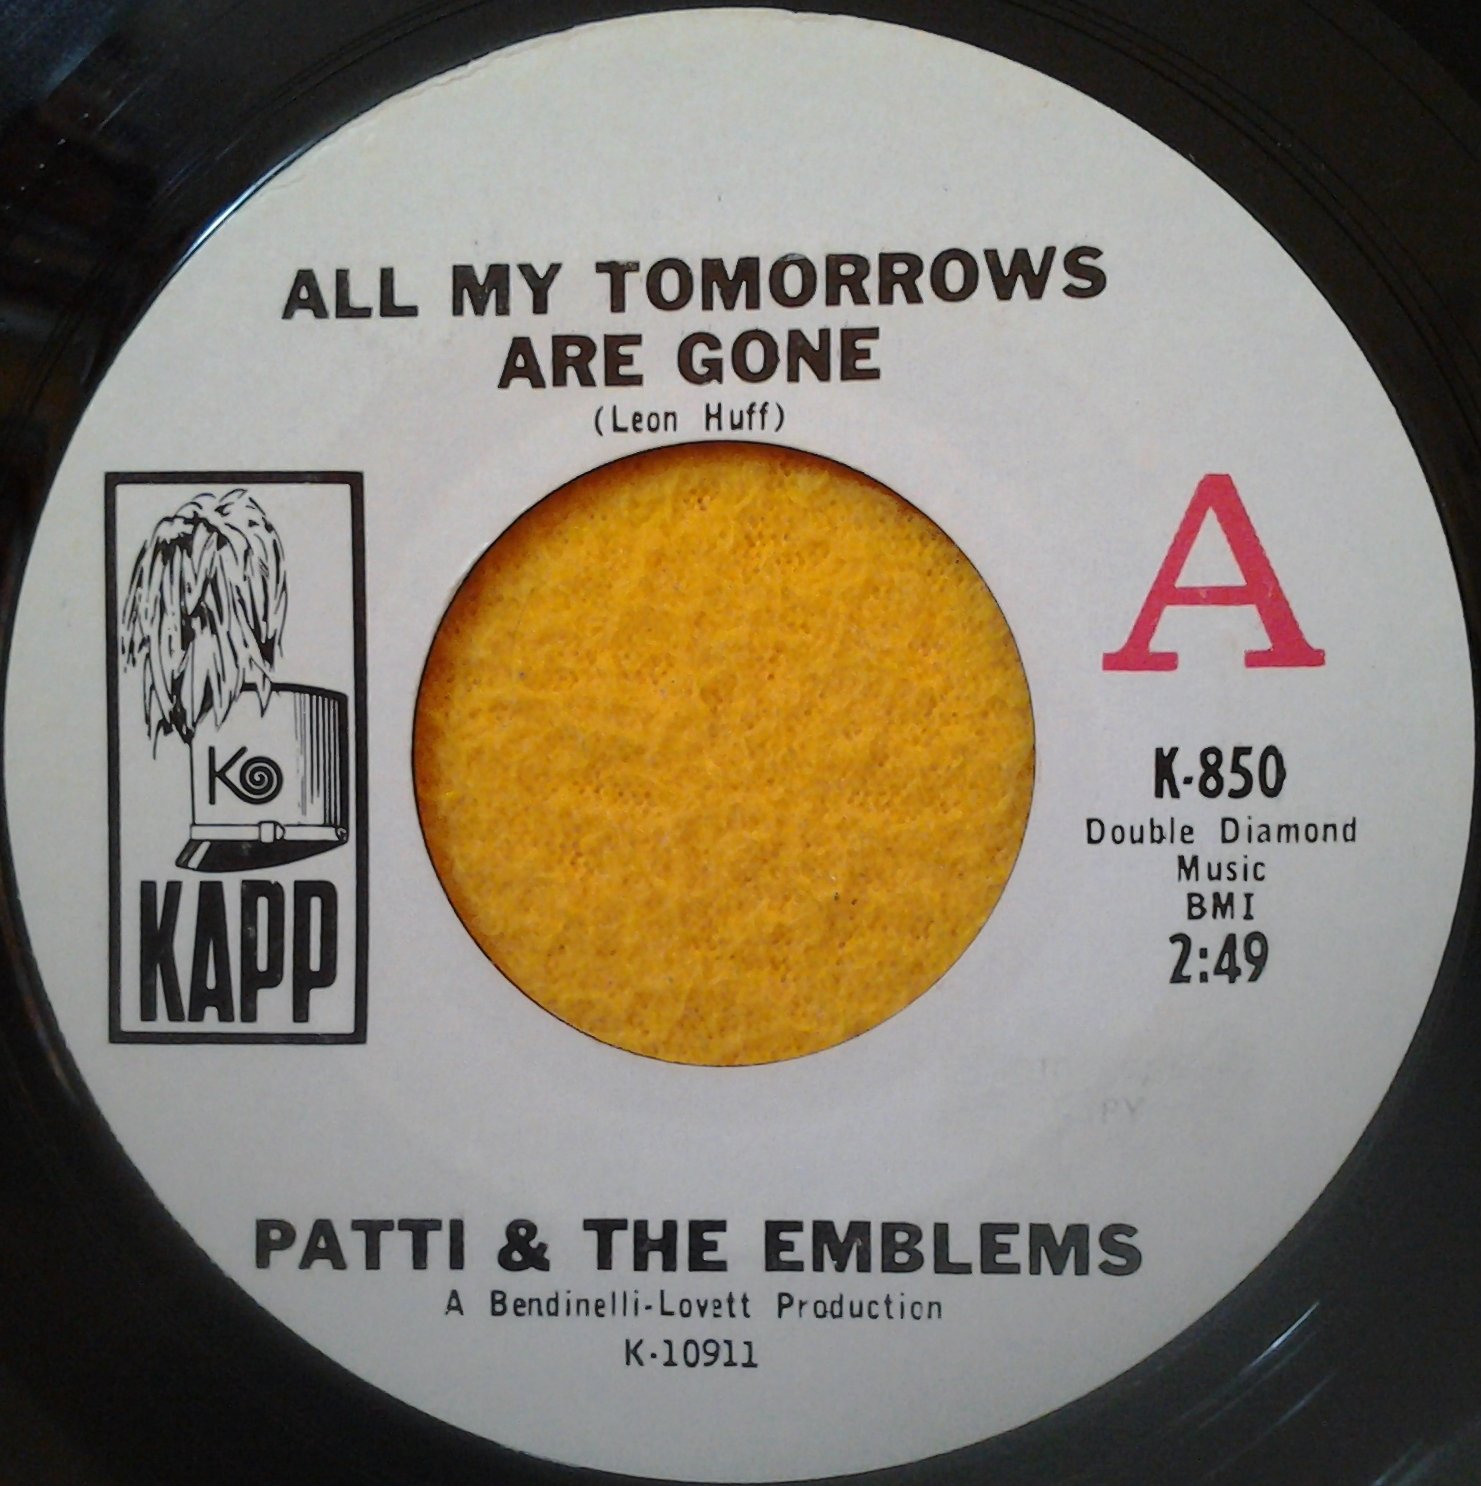 ALL MY TOMORROWS
ARE GONE
(Leon Huff)
K
KAPP
A
K-850
Double Diamond
Music
BMI
2:49
PATTI & THE EMBLEMS
A Bendinelli-Lovett Production
K-10911